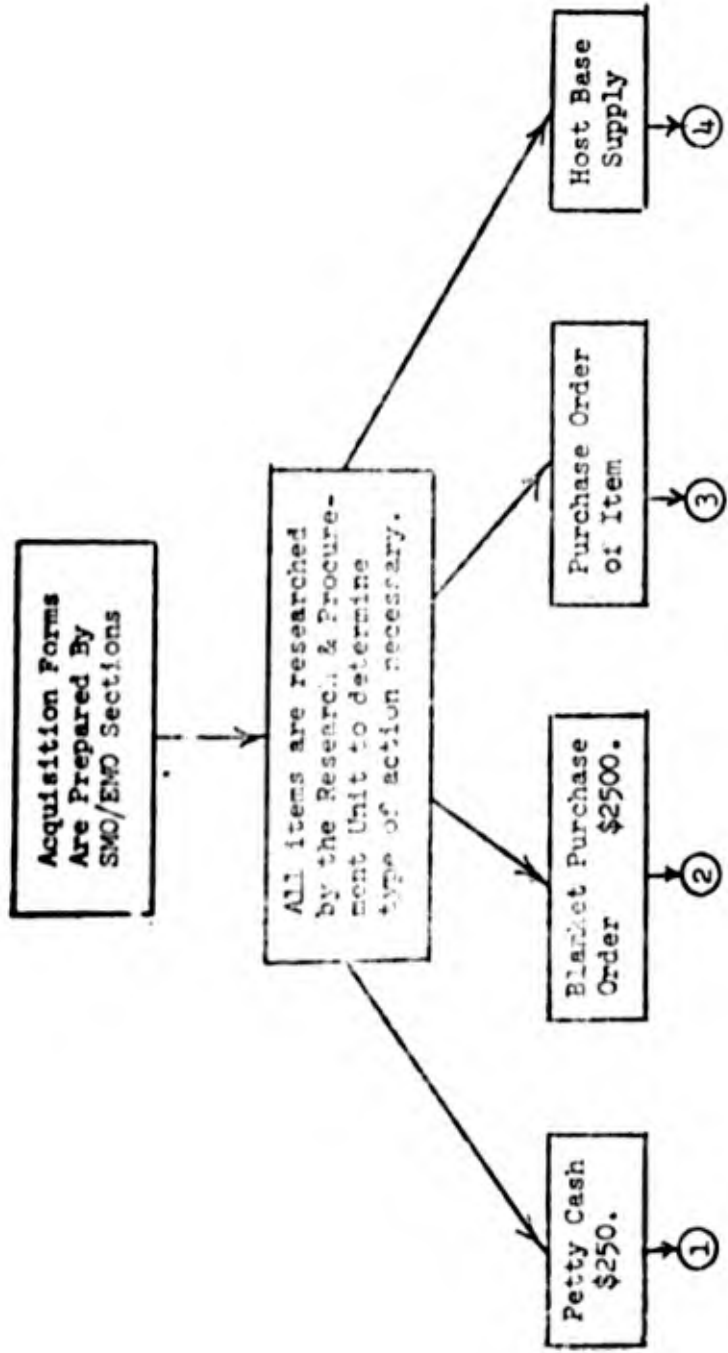 Acquisition Forms
Are Prepared By
SMO/EMO Sections
All items are researched
by the Research & Procure-
ment Unit to determine
type of action necessary.
Petty Cash
$250.
Blanket Purchase
Order $2500.
Purchase Order
of Item
Host Base
Supply
1
2
3
4